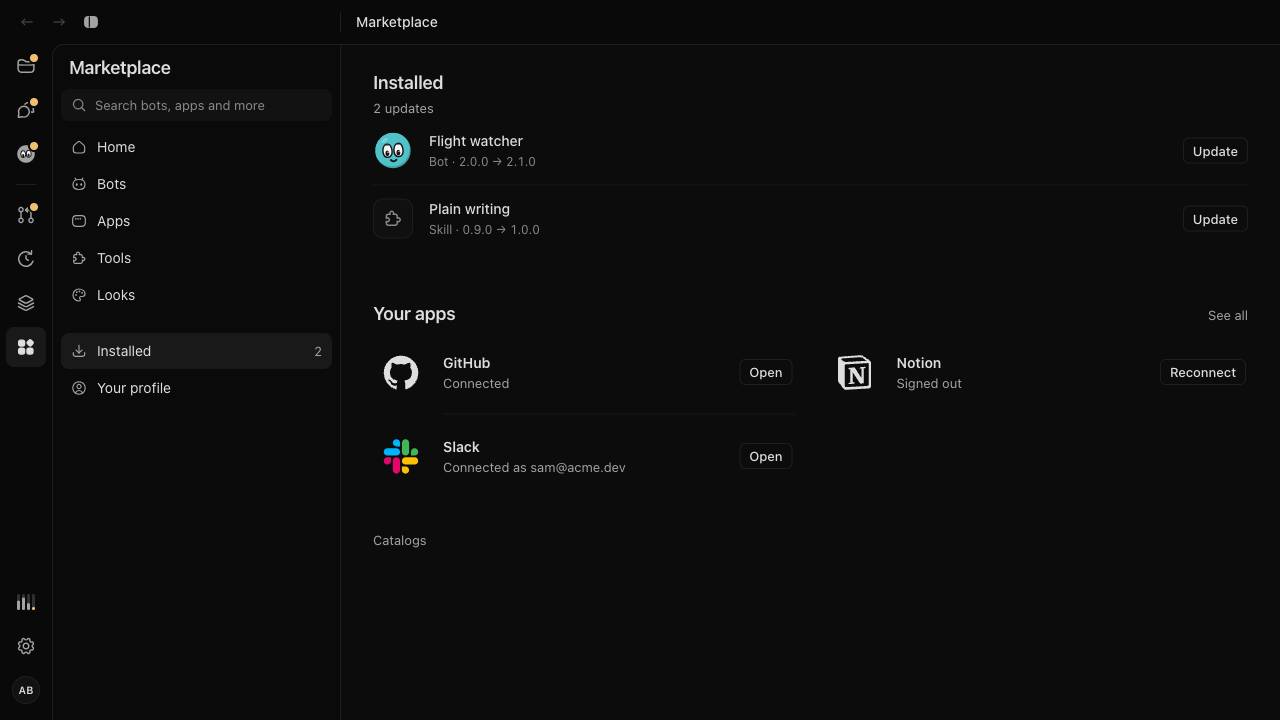 Marketplace
Marketplace
Search bots, apps and more
Home
Bots
Apps
Tools
Looks
Installed 2
Your profile
AB
Installed
2 updates
Flight watcher
Bot · 2.0.0 → 2.1.0
Update
Plain writing
Skill · 0.9.0 → 1.0.0
Update
Your apps
See all
GitHub
Connected
Open
Notion
Signed out
Reconnect
Slack
Connected as sam@acme.dev
Open
Catalogs